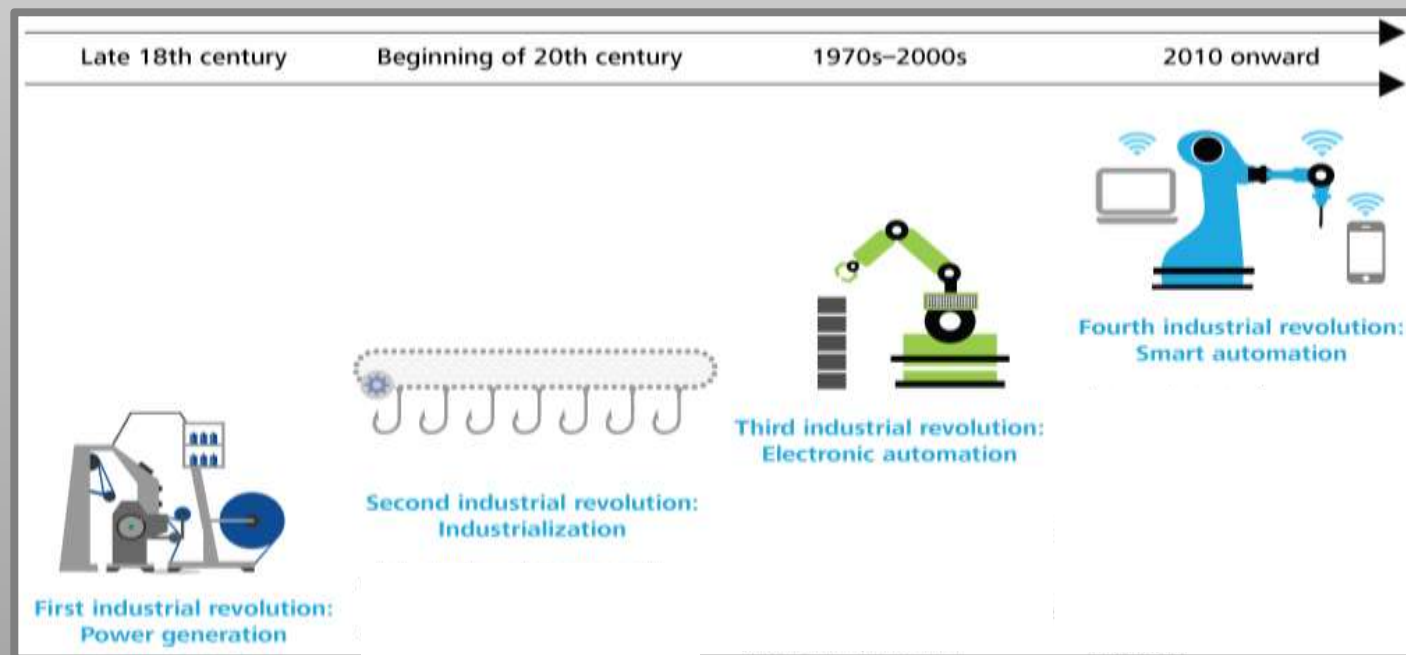 Late 18th century
Beginning of 20th century
1970s–2000s
2010 onward
Fourth industrial revolution:
Smart automation
Third industrial revolution:
Electronic automation
Second industrial revolution:
Industrialization
First industrial revolution:
Power generation